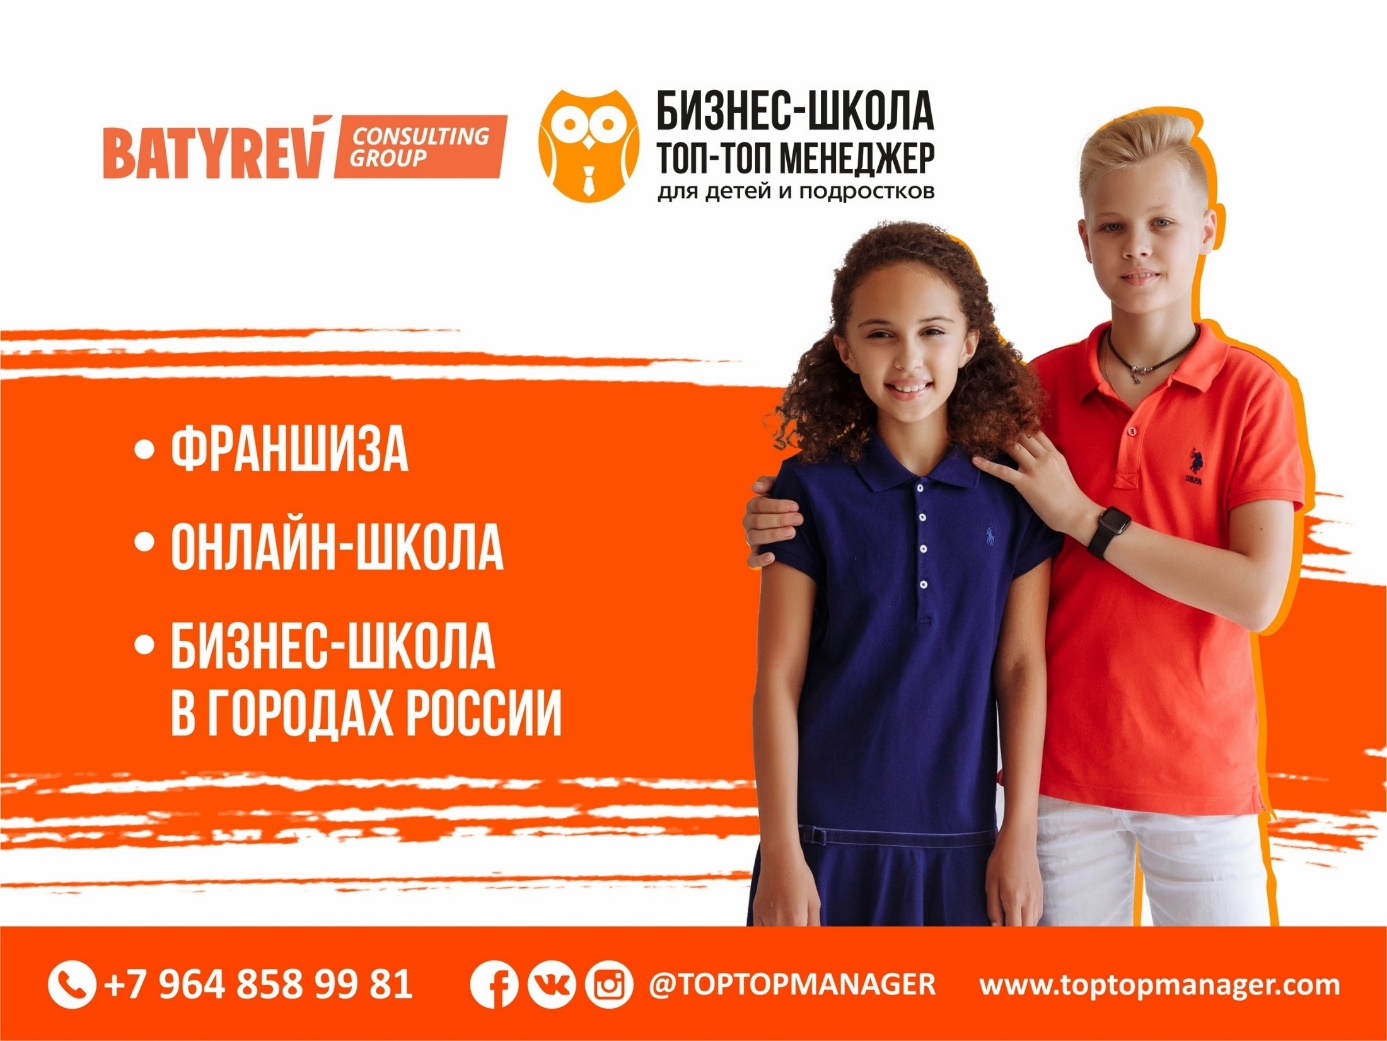 BATYREV
CONSULTING
GROUP
БИЗНЕС-ШКОЛА
ТОП-ТОП МЕНЕДЖЕР
для детей и подростков
• ФРАНШИЗА
• ОНЛАЙН-ШКОЛА
• БИЗНЕС-ШКОЛА
В ГОРОДАХ РОССИИ
+7 964 858 99 81
@TOPTOPMANAGER
www.toptopmanager.com